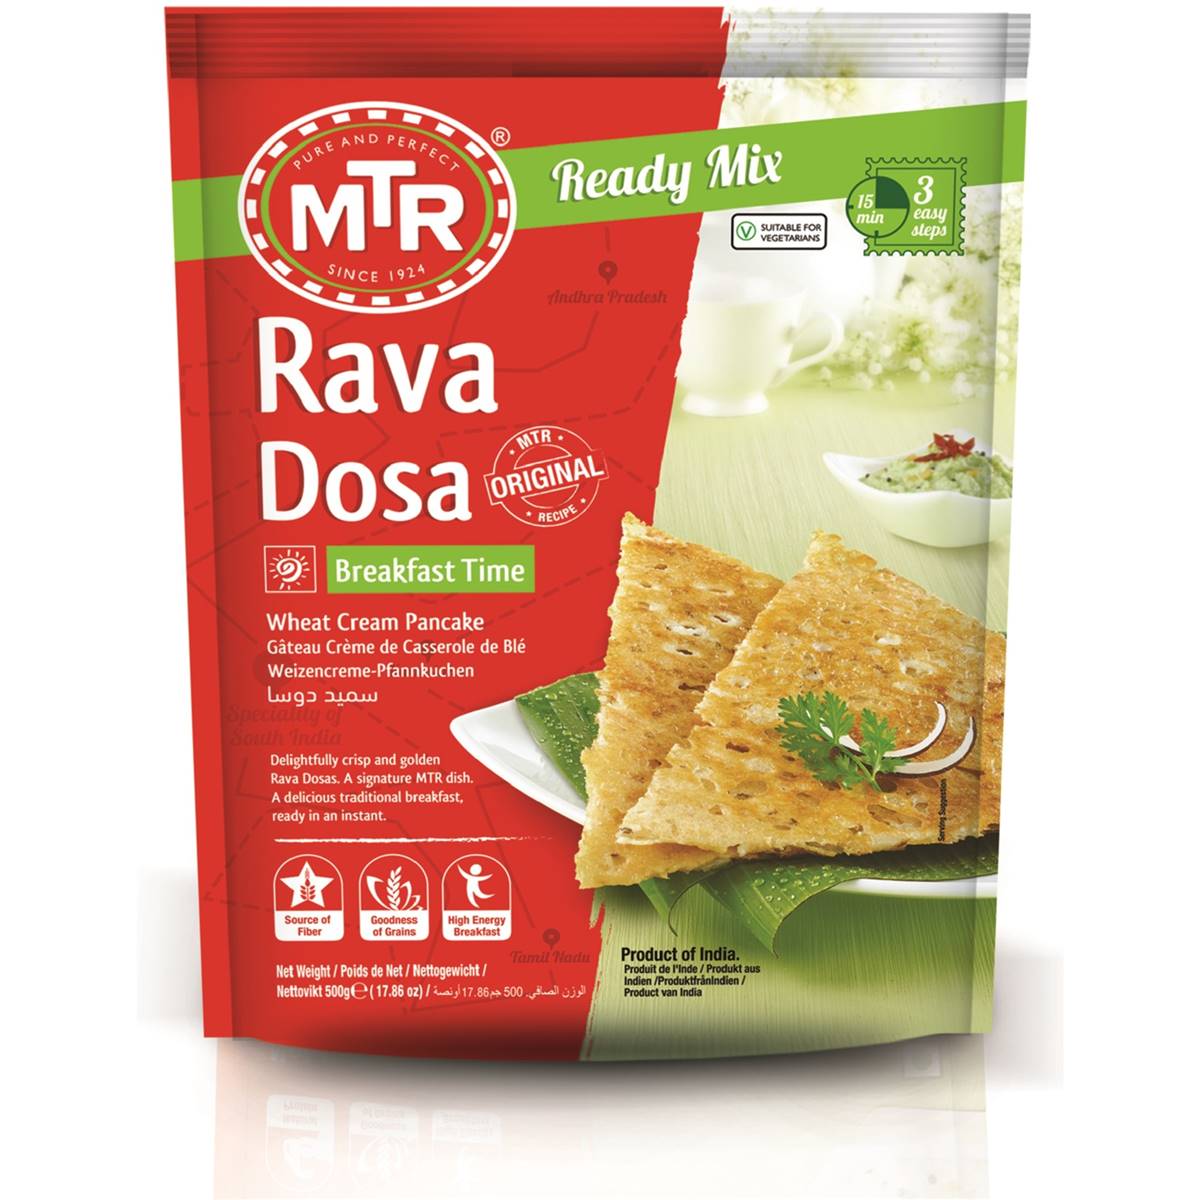 PURE AND PERFECT
MTR
®
SINCE 1924
Ready Mix
15
min
3
easy
steps
V
SUITABLE FOR
VEGETARIANS
Andhra Pradesh
Rava
Dosa
MTR
ORIGINAL
RECIPE
Breakfast Time
Wheat Cream Pancake
Gâteau Crème de Casserole de Blé
Weizencreme-Pfannkuchen
سميد دوسا
Speciality of
South India
Delightfully crisp and golden
Rava Dosas. A signature MTR dish.
A delicious traditional breakfast,
ready in an instant.
Serving Suggestion
Source of
Fiber
Goodness
of Grains
High Energy
Breakfast
Tamil Nadu
Net Weight / Poids de Net / Nettogewicht /
Nettovikt 500g℮ (17.86 oz) / الوزن الصافي. 500 جم 17.86 أونصة
Product of India.
Produit de l'Inde / Produkt aus
Indien /ProduktfrånIndien /
Product van India